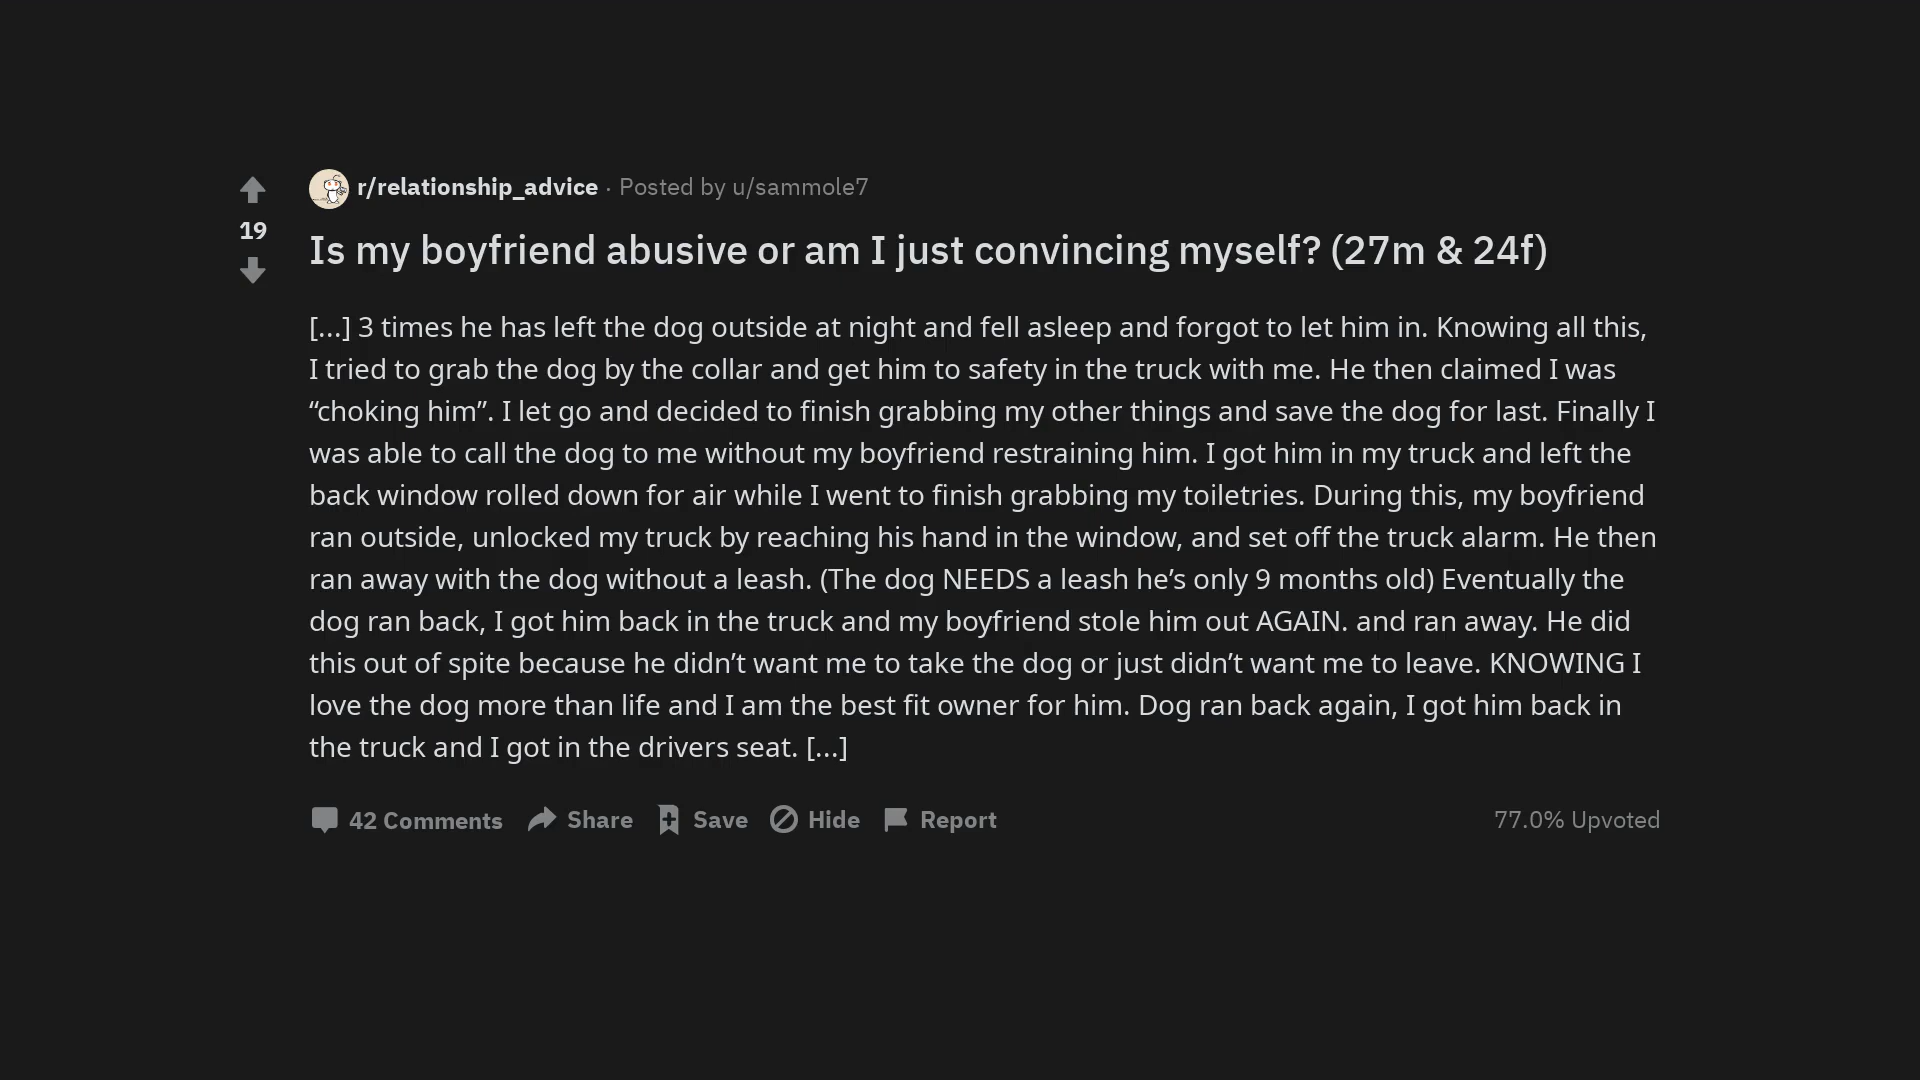 r/relationship_advice · Posted by u/sammole7
19
Is my boyfriend abusive or am I just convincing myself? (27m & 24f)
[...] 3 times he has left the dog outside at night and fell asleep and forgot to let him in. Knowing all this,
I tried to grab the dog by the collar and get him to safety in the truck with me. He then claimed I was
“choking him”. I let go and decided to finish grabbing my other things and save the dog for last. Finally I
was able to call the dog to me without my boyfriend restraining him. I got him in my truck and left the
back window rolled down for air while I went to finish grabbing my toiletries. During this, my boyfriend
ran outside, unlocked my truck by reaching his hand in the window, and set off the truck alarm. He then
ran away with the dog without a leash. (The dog NEEDS a leash he’s only 9 months old) Eventually the
dog ran back, I got him back in the truck and my boyfriend stole him out AGAIN. and ran away. He did
this out of spite because he didn’t want me to take the dog or just didn’t want me to leave. KNOWING I
love the dog more than life and I am the best fit owner for him. Dog ran back again, I got him back in
the truck and I got in the drivers seat. [...]
42 Comments Share Save Hide Report 77.0% Upvoted